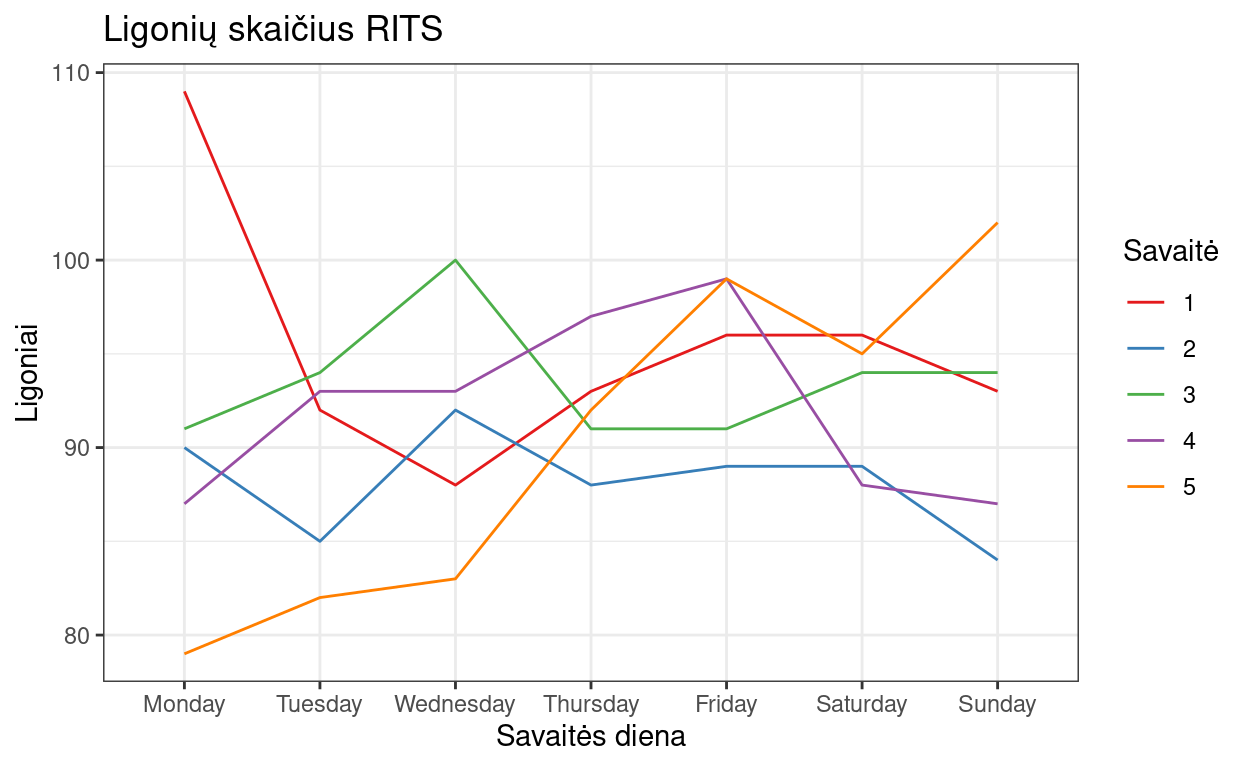 Ligonių skaičius RITS
Ligoniai
110
100
90
80
Monday Tuesday Wednesday Thursday Friday Saturday Sunday
Savaitės diena
Savaitė
1
2
3
4
5